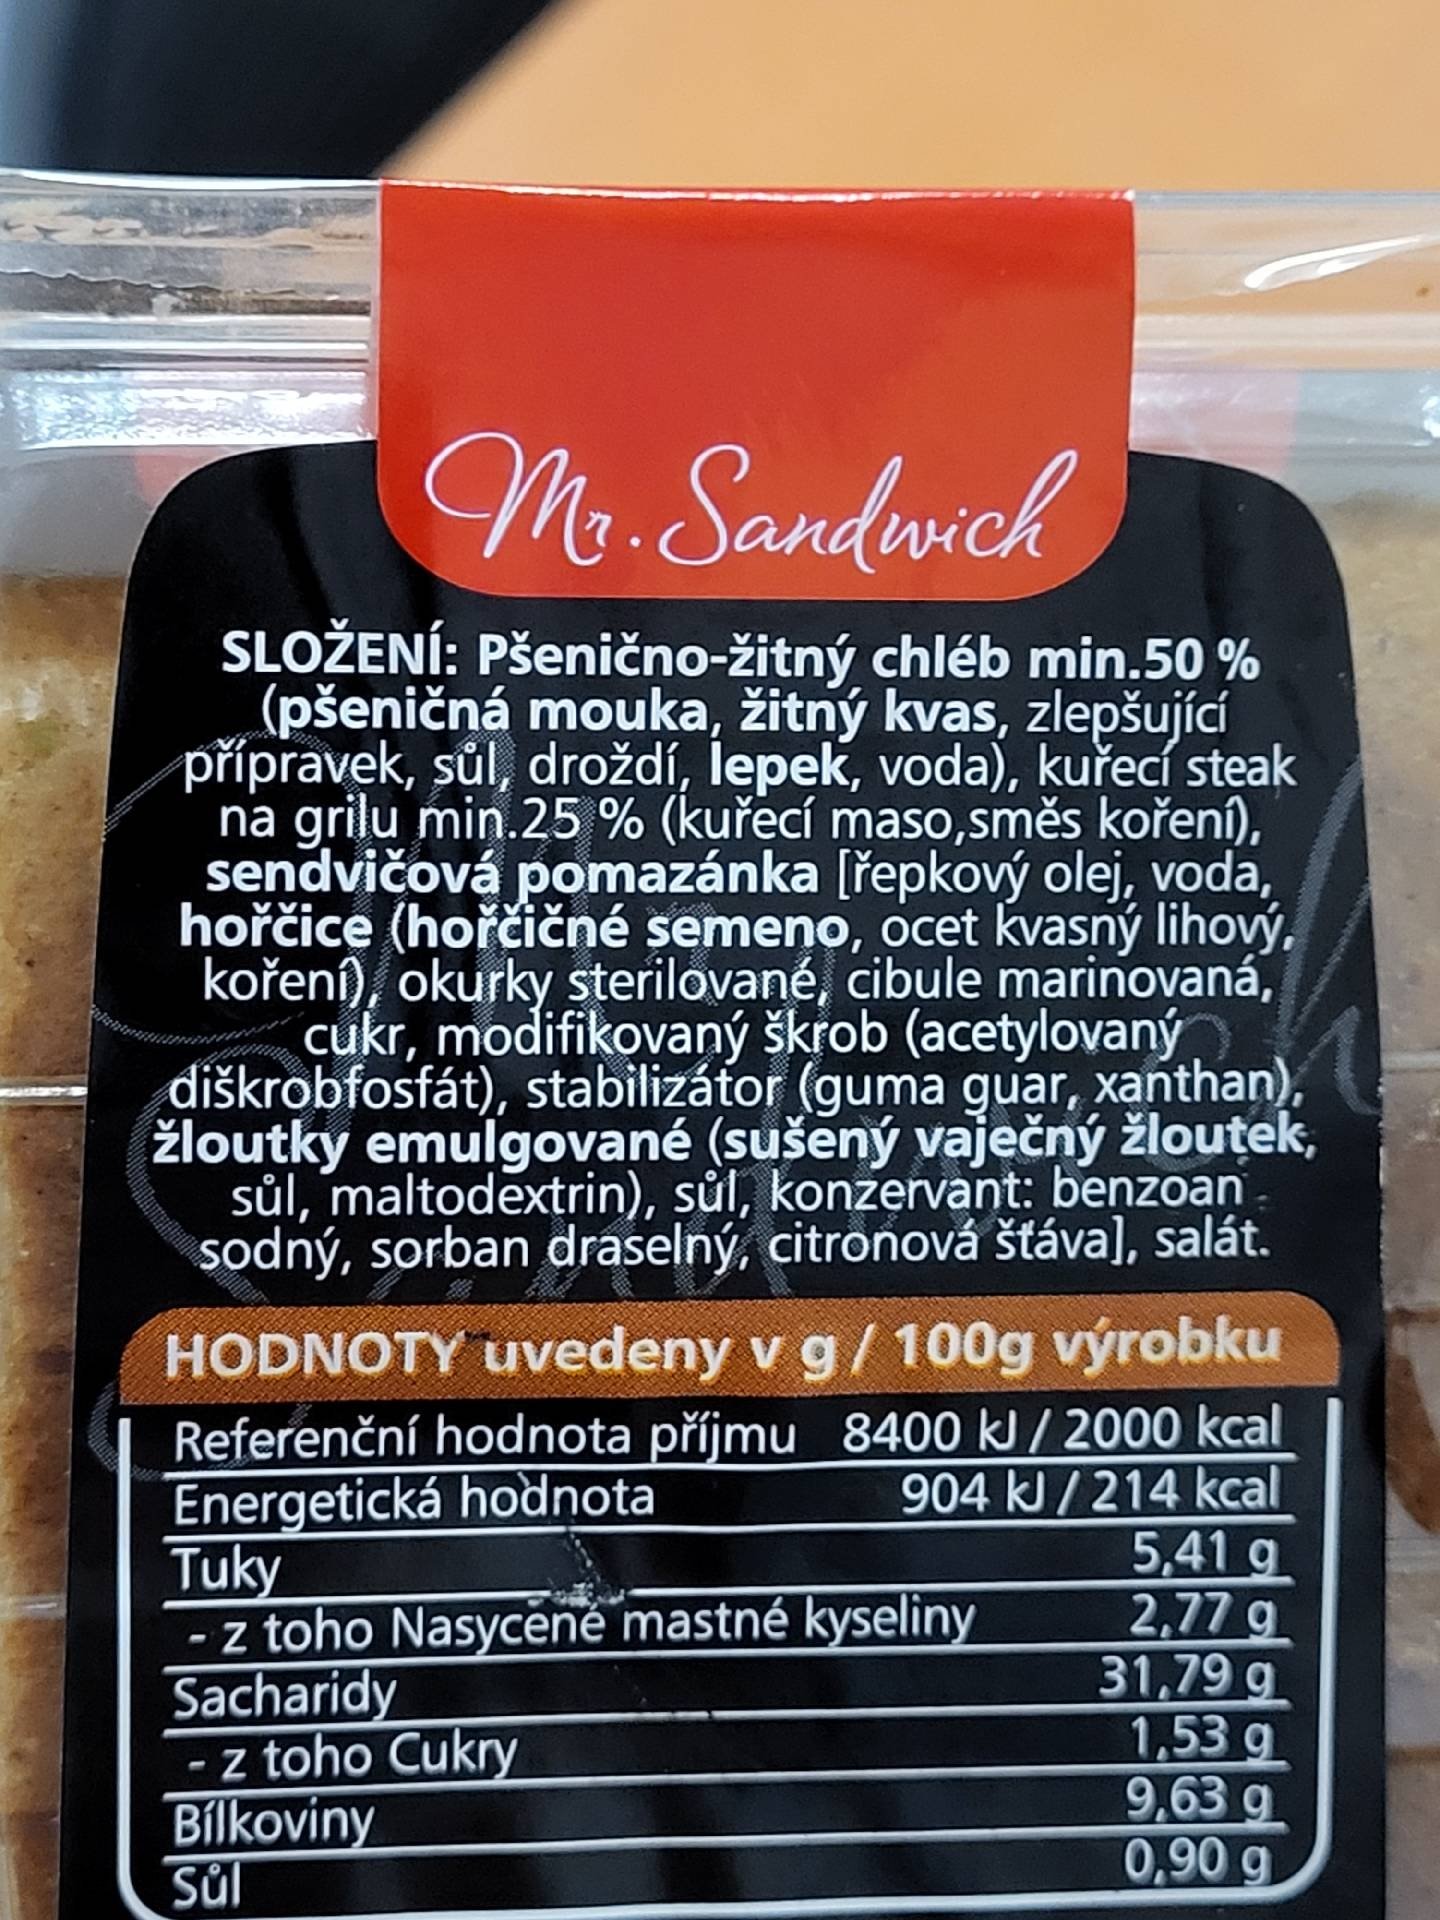 Mr. Sandwich
SLOŽENÍ: Pšenično-žitný chléb min.50 %
(pšeničná mouka, žitný kvas, zlepšující
přípravek, sůl, droždí, lepek, voda), kuřecí steak
na grilu min.25 % (kuřecí maso,směs koření),
sendvičová pomazánka [řepkový olej, voda,
hořčice (hořčičné semeno, ocet kvasný lihový,
koření), okurky sterilované, cibule marinovaná,
cukr, modifikovaný škrob (acetylovaný
diškrobfosfát), stabilizátor (guma guar, xanthan),
žloutky emulgované (sušený vaječný žloutek,
sůl, maltodextrin), sůl, konzervant: benzoan
sodný, sorban draselný, citronová šťáva], salát.
HODNOTY uvedeny v g / 100g výrobku
Referenční hodnota příjmu 8400 kJ / 2000 kcal
Energetická hodnota 904 kJ / 214 kcal
Tuky 5,41 g
- z toho Nasycené mastné kyseliny 2,77 g
Sacharidy 31,79 g
- z toho Cukry 1,53 g
Bílkoviny 9,63 g
Sůl 0,90 g